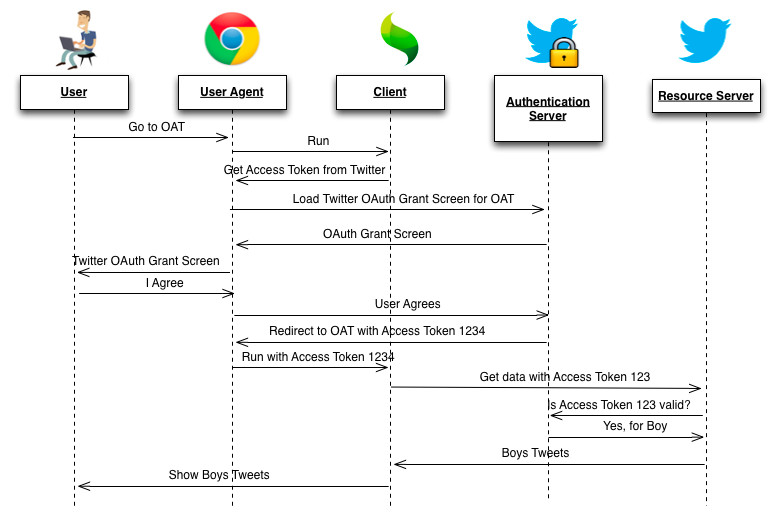 User
User Agent
Client
Authentication
Server
Resource Server
Go to OAT
Run
Get Access Token from Twitter
Load Twitter OAuth Grant Screen for OAT
OAuth Grant Screen
Twitter OAuth Grant Screen
I Agree
User Agrees
Redirect to OAT with Access Token 1234
Run with Access Token 1234
Get data with Access Token 123
Is Access Token 123 valid?
Yes, for Boy
Boys Tweets
Show Boys Tweets